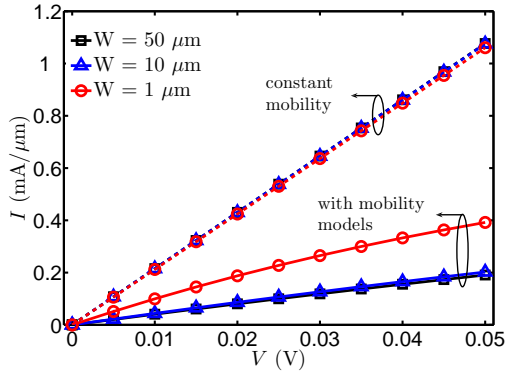 1.2
1
0.8
0.6
0.4
0.2
0
I (mA/μm)
W = 50 μm
W = 10 μm
W = 1 μm
constant
mobility
with mobility
models
0 0.01 0.02 0.03 0.04 0.05
V (V)